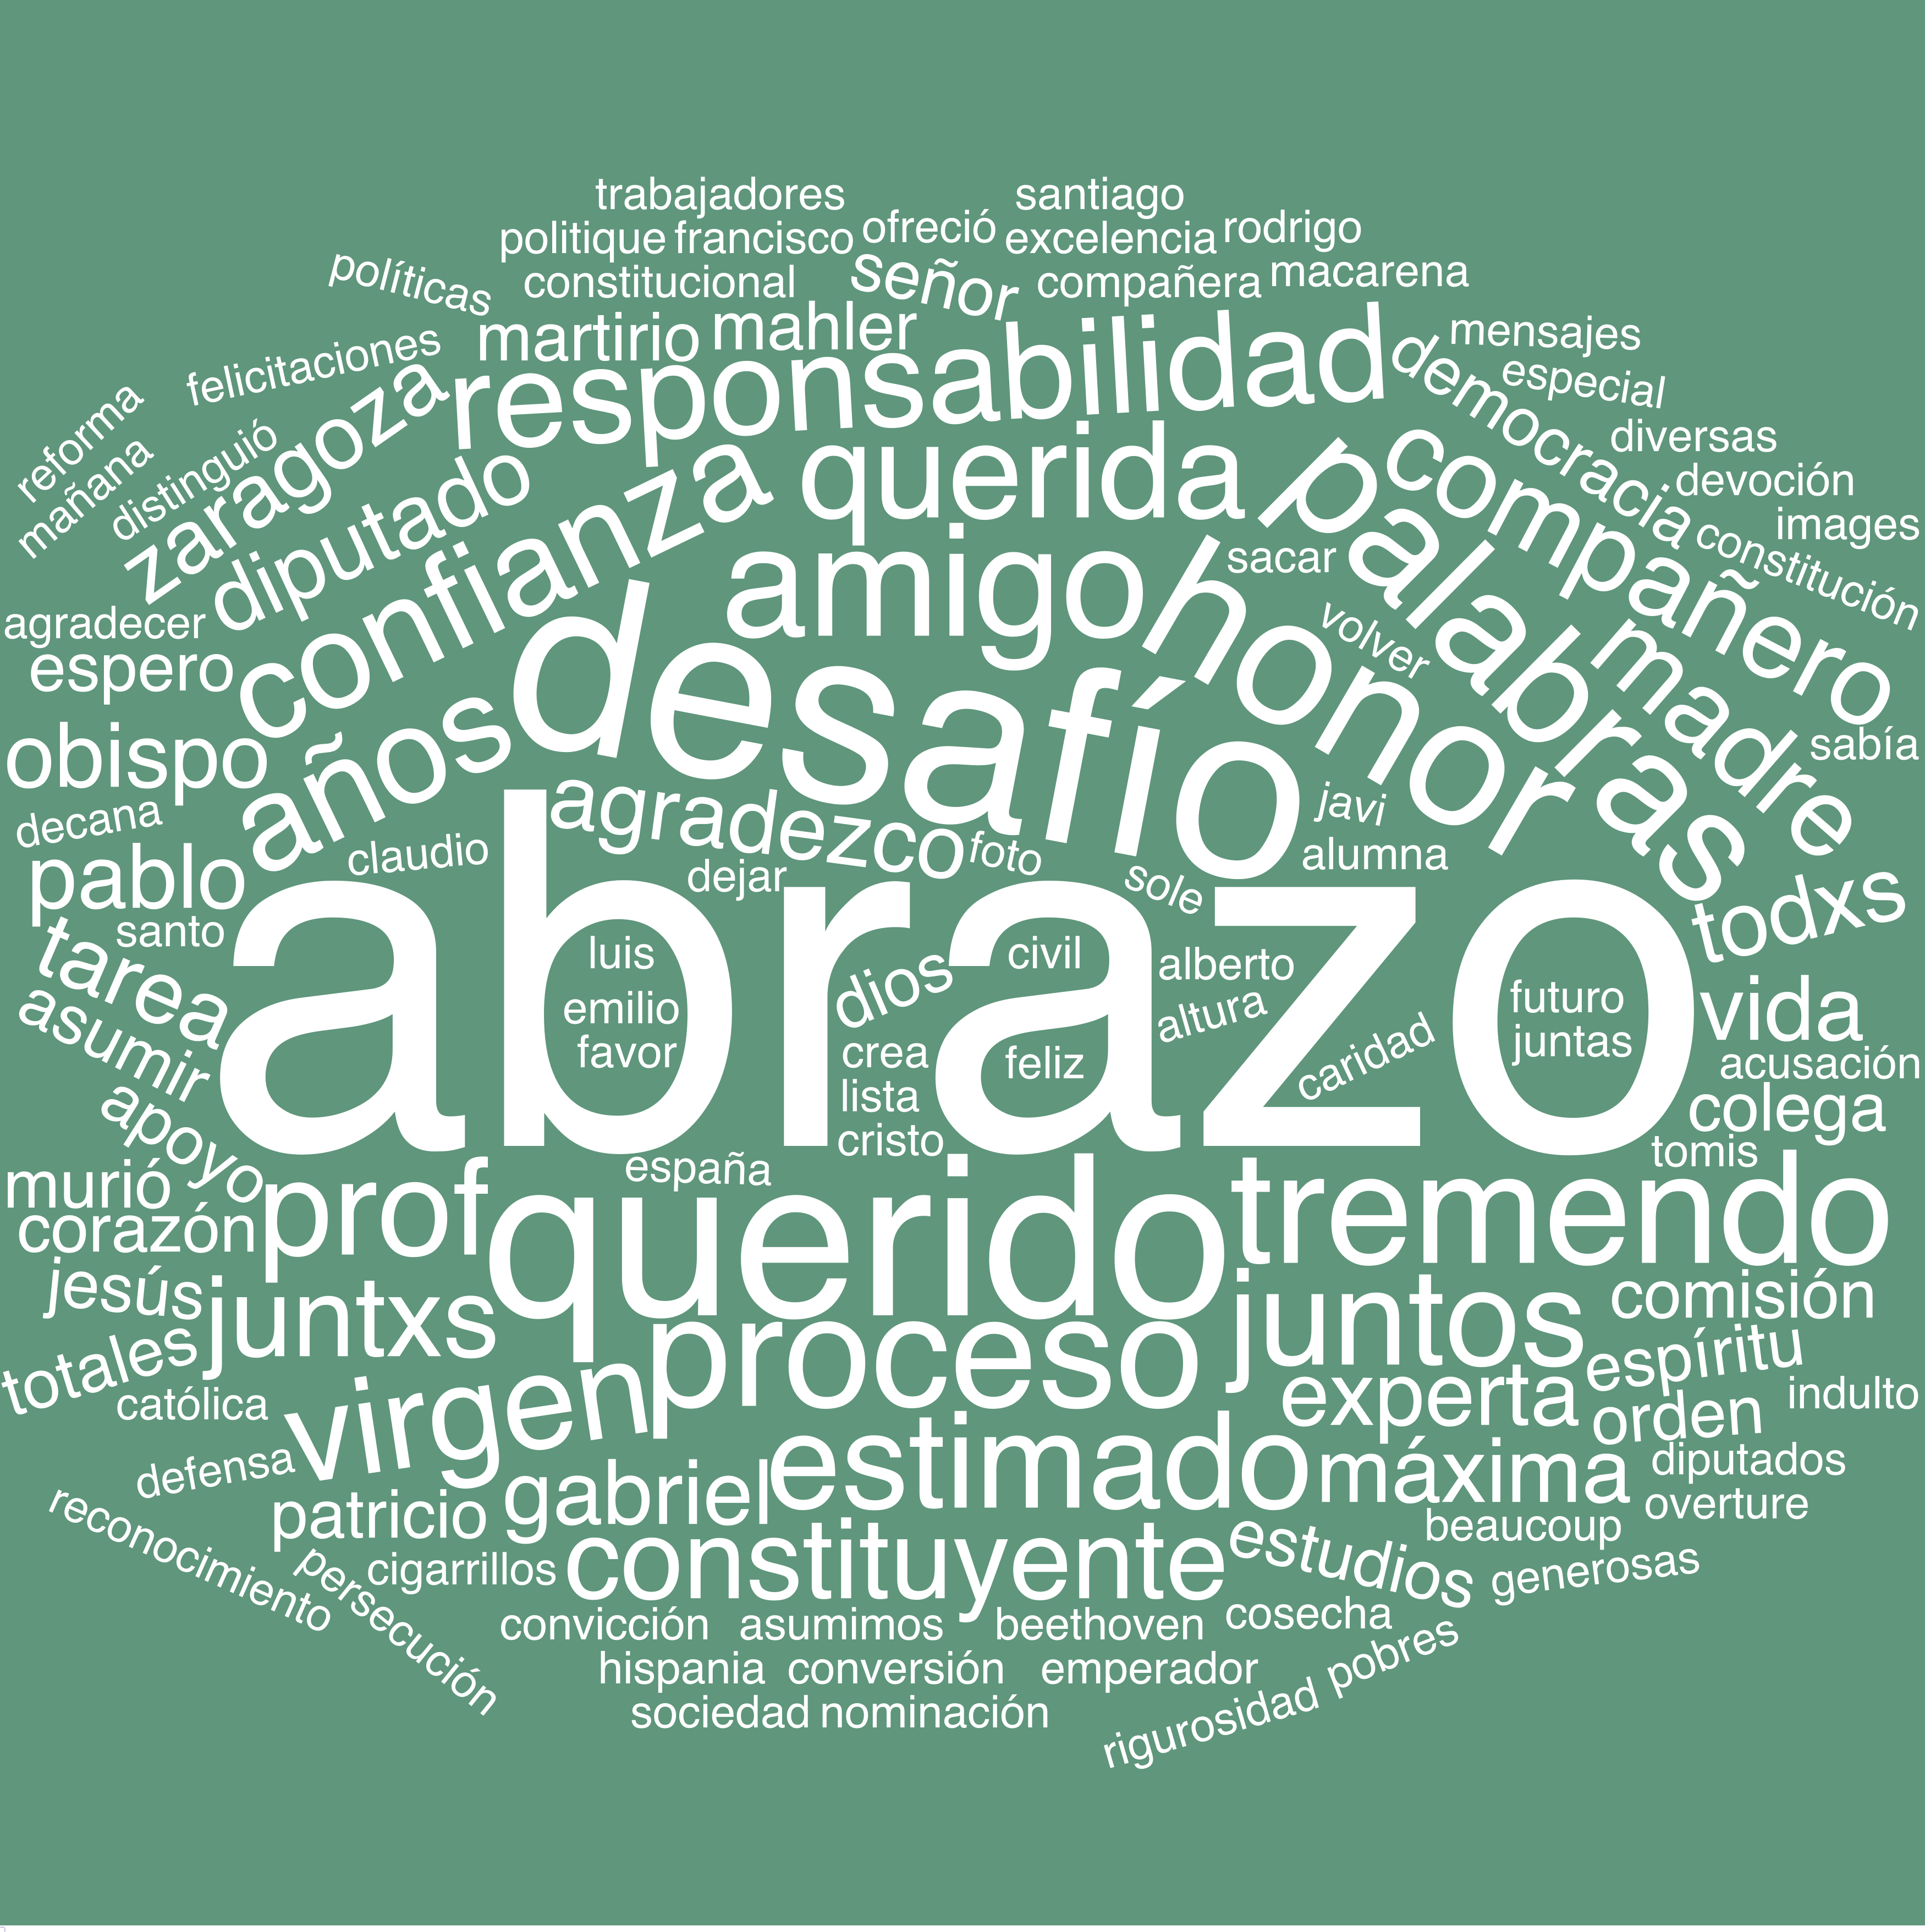 trabajadores santiago
politique francisco ofreció excelencia rodrigo
políticas constitucional señor compañera macarena
felicitaciones martirio mahler mensajes
reforma zaragoza responsabilidad democracia especial
mañana distinguió diputado confianza querida palabras compañero diversas
devoción
images
amigo honor sacar constitución
agradecer
espero desafío volver madre
obispo años sabía
decana agradezco javi
pablo claudio dejar foto sole alumna
santo todxs
tarea abrazo
luis dios civil alberto futuro vida
asumir emilio altura juntas
favor crea feliz caridad acusación
apoyo lista colega
cristo tomis
murió españa
corazón prof querido tremendo
jesús juntxs juntos comisión
totales proceso espíritu
católica virgen experta orden indulto
defensa estimado máxima diputados
reconocimiento patricio gabriel overture
persecución cigarrillos constituyente estudios beaucoup
generosas
convicción asumimos beethoven cosecha
hispania conversión emperador
sociedad nominación rigurosidad pobres